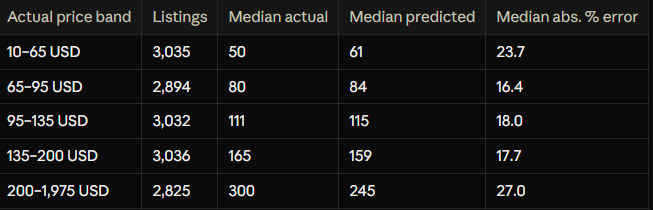 Actual price band Listings Median actual Median predicted Median abs. % error
10–65 USD 3,035 50 61 23.7
65–95 USD 2,894 80 84 16.4
95–135 USD 3,032 111 115 18.0
135–200 USD 3,036 165 159 17.7
200–1,975 USD 2,825 300 245 27.0